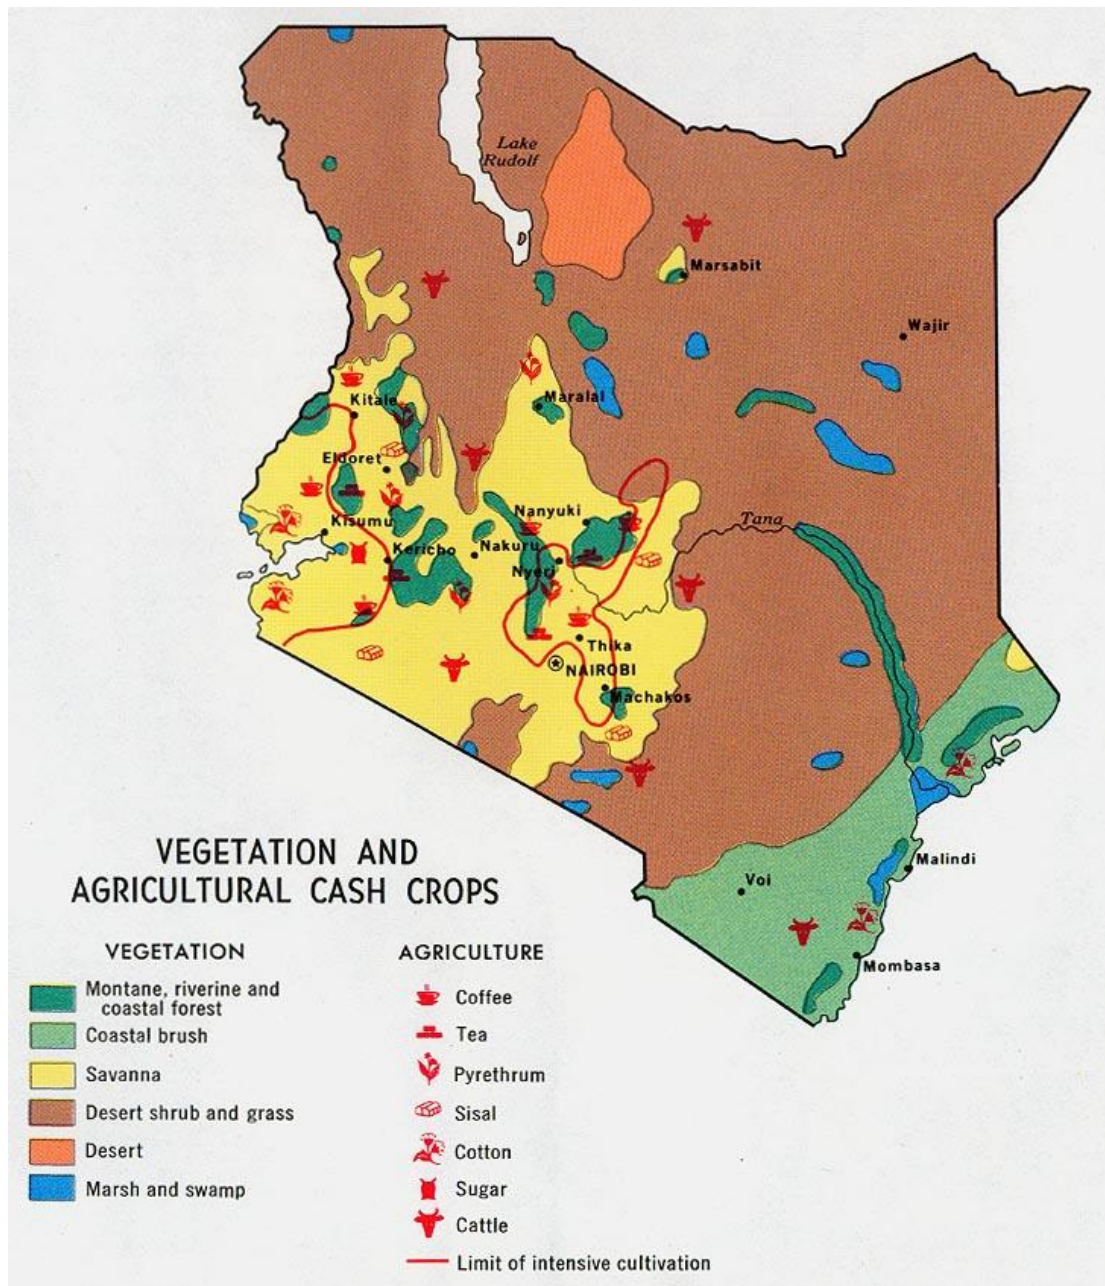 Lake
Rudolf
Marsabit
Wajir
Kitale
Maralal
Eldoret
Nanyuki
Tana
Kisumu
Kericho
Nakuru
Nyeri
Thika
NAIROBI
Machakos
Malindi
Voi
Mombasa
VEGETATION AND
AGRICULTURAL CASH CROPS
VEGETATION
Montane, riverine and
coastal forest
Coastal brush
Savanna
Desert shrub and grass
Desert
Marsh and swamp
AGRICULTURE
Coffee
Tea
Pyrethrum
Sisal
Cotton
Sugar
Cattle
Limit of intensive cultivation